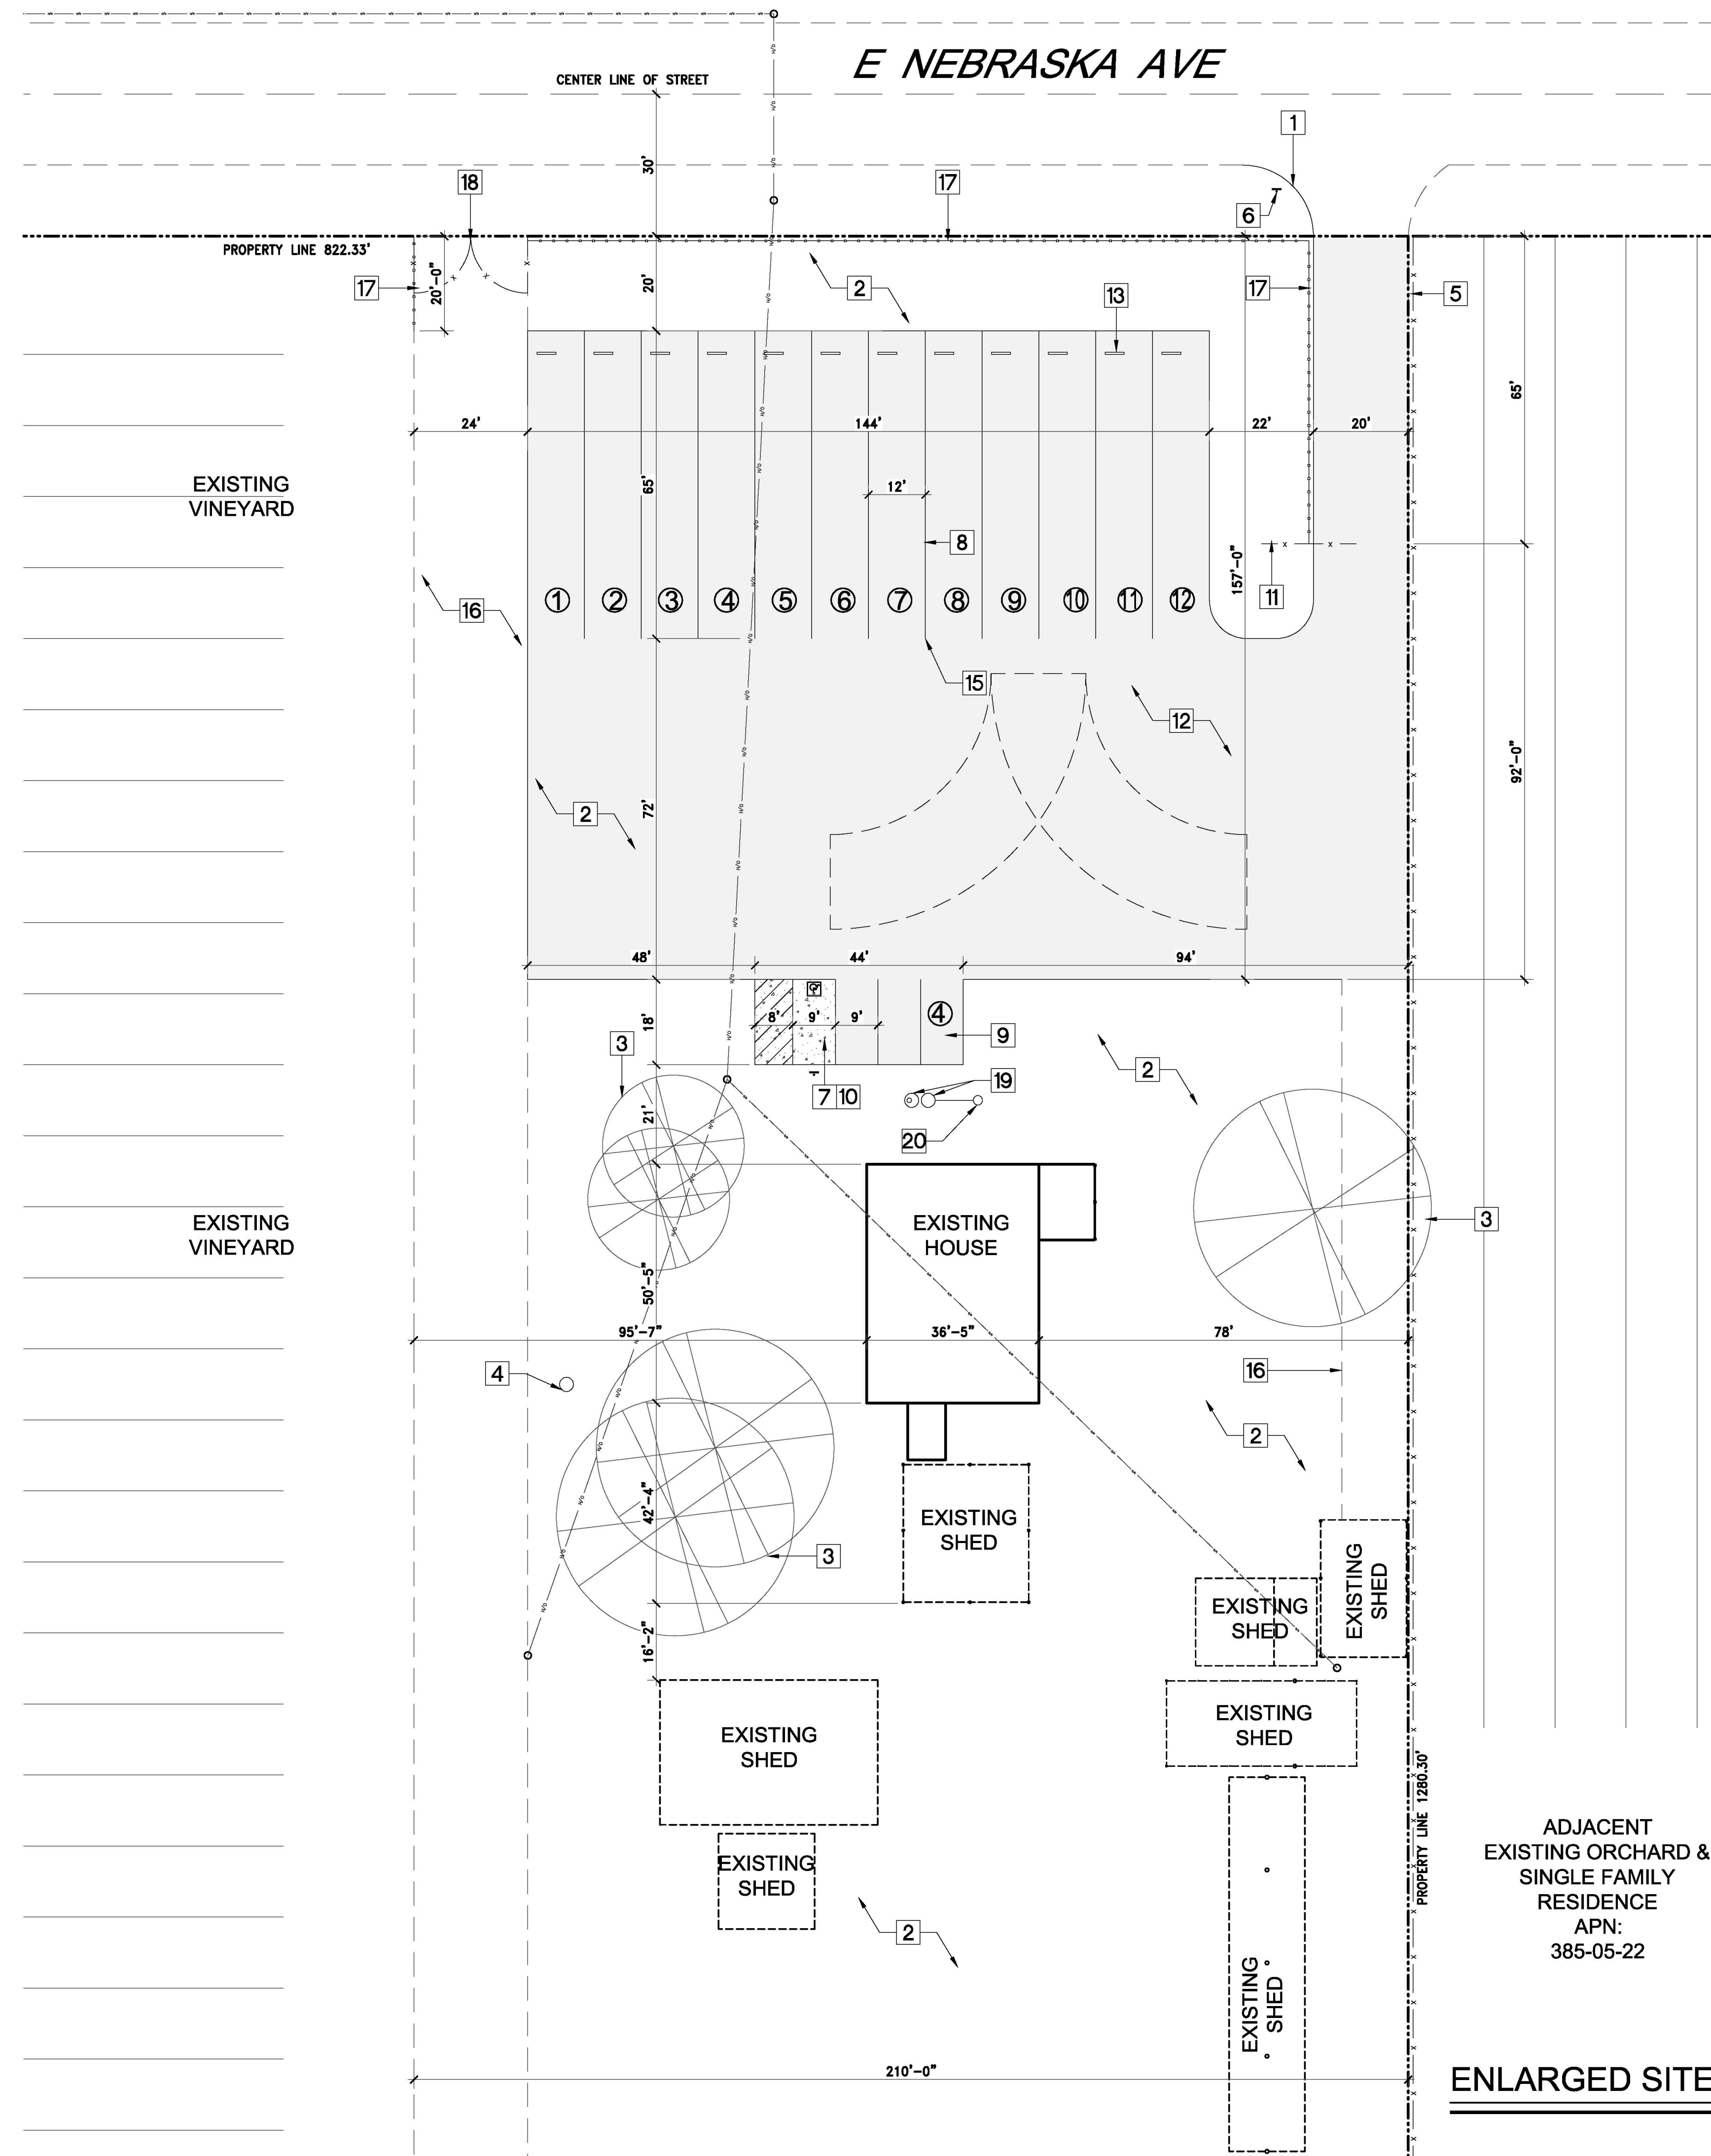 E NEBRASKA AVE
CENTER LINE OF STREET
1
30'
18
17
6
PROPERTY LINE 822.33'
20'-0"
17
20'
2
13
17
5
65'
24'
144'
22'
20'
EXISTING
VINEYARD
65'
12'
8
157'-0"
1
2
3
4
5
6
7
8
9
10
11
12
11
16
15
12
92'-0"
2
72'
48'
44'
94'
18'
8'
9'
9'
4
9
3
7
10
19
2
21'
20
EXISTING
VINEYARD
EXISTING
HOUSE
3
50'-5"
95'-7"
36'-5"
78'
4
16
2
42'-4"
EXISTING
SHED
3
EXISTING
SHED
EXISTING
SHED
16'-2"
EXISTING
SHED
EXISTING
SHED
PROPERTY LINE 1280.30'
EXISTING
SHED
2
EXISTING
SHED
ADJACENT
EXISTING ORCHARD &
SINGLE FAMILY
RESIDENCE
APN:
385-05-22
210'-0"
ENLARGED SITE